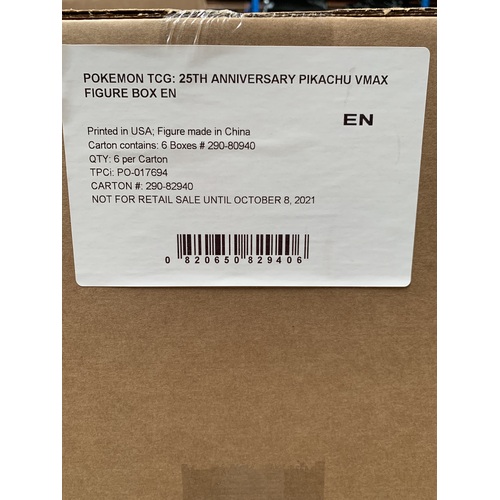 POKEMON TCG: 25TH ANNIVERSARY PIKACHU VMAX
FIGURE BOX EN
EN
Printed in USA; Figure made in China
Carton contains: 6 Boxes # 290-80940
QTY: 6 per Carton
TPCi: PO-017694
CARTON #: 290-82940
NOT FOR RETAIL SALE UNTIL OCTOBER 8, 2021
0 820650 829406